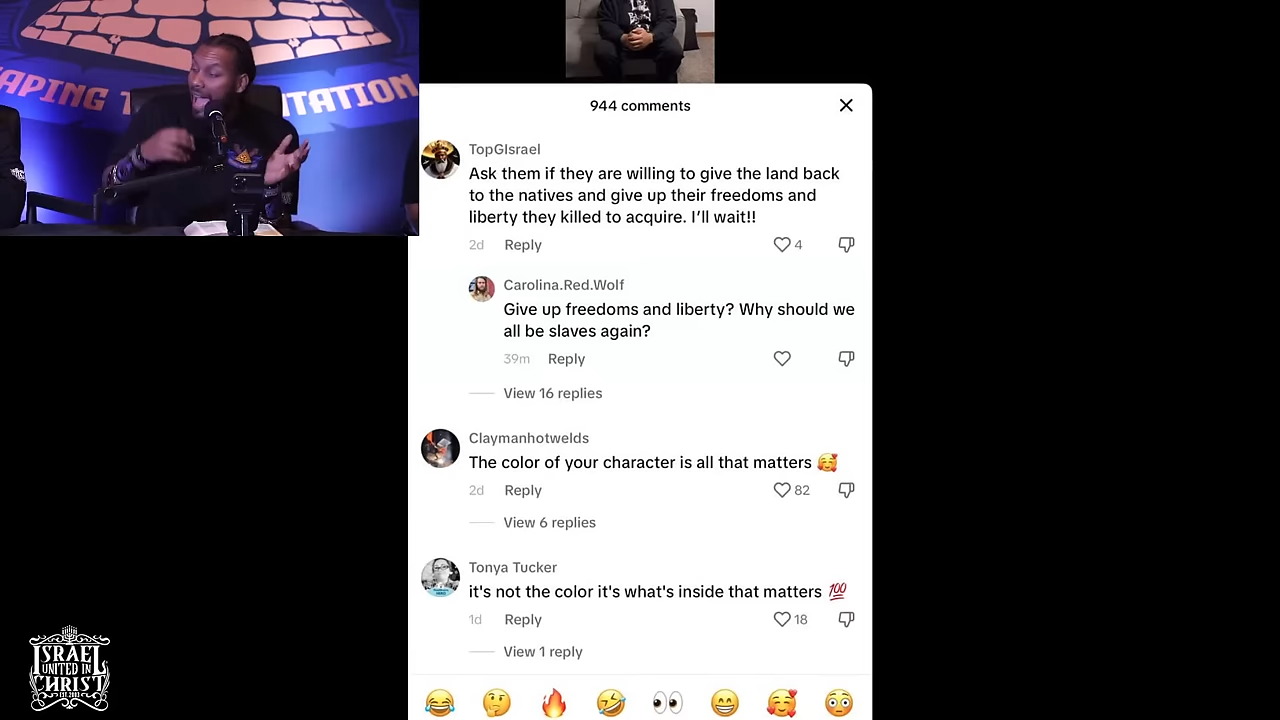 APING T
NTATION
944 comments
TopGIsrael
Ask them if they are willing to give the land back
to the natives and give up their freedoms and
liberty they killed to acquire. I’ll wait!!
2d Reply 4
Carolina.Red.Wolf
Give up freedoms and liberty? Why should we
all be slaves again?
39m Reply
View 16 replies
Claymanhotwelds
The color of your character is all that matters 🥰
2d Reply 82
View 6 replies
Tonya Tucker
it's not the color it's what's inside that matters 💯
1d Reply 18
View 1 reply
😂 🤔 🔥 🤣 👀 😁 🥰 😳
ISRAEL
UNITED IN
CHRIST
EST. 2003